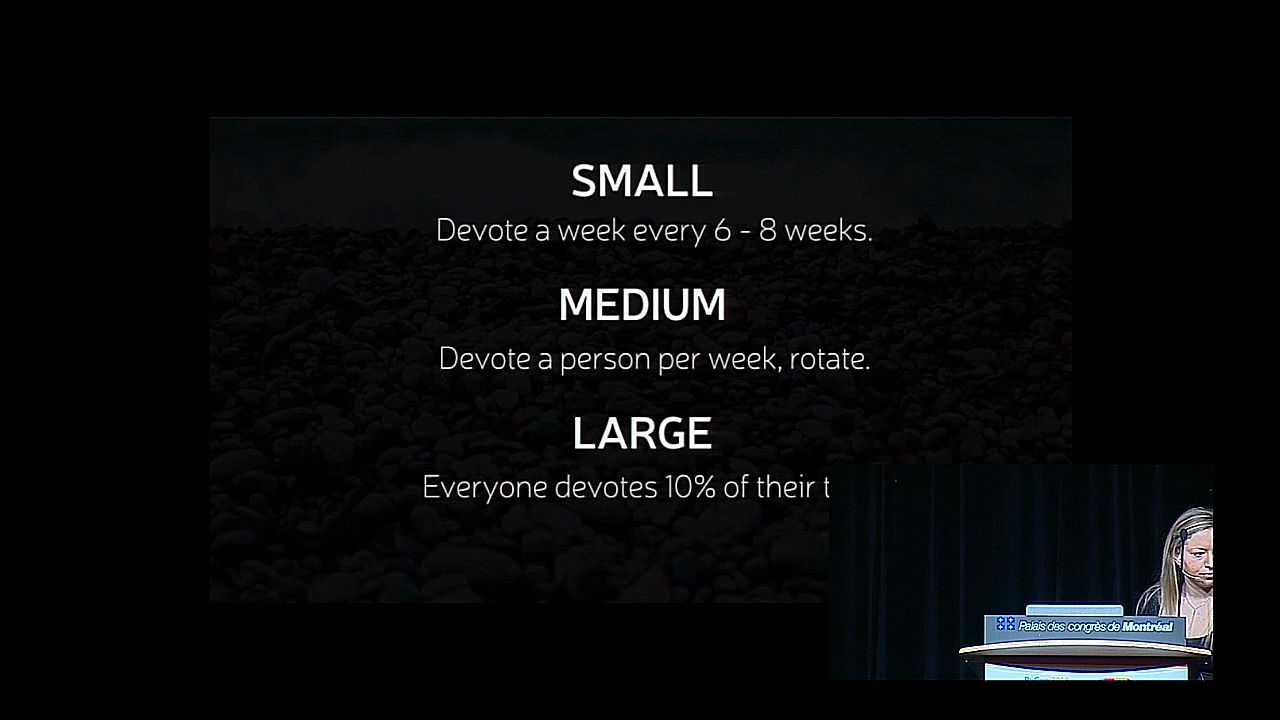 SMALL
Devote a week every 6 - 8 weeks.
MEDIUM
Devote a person per week, rotate.
LARGE
Everyone devotes 10% of their t
Palais des congrès de Montréal